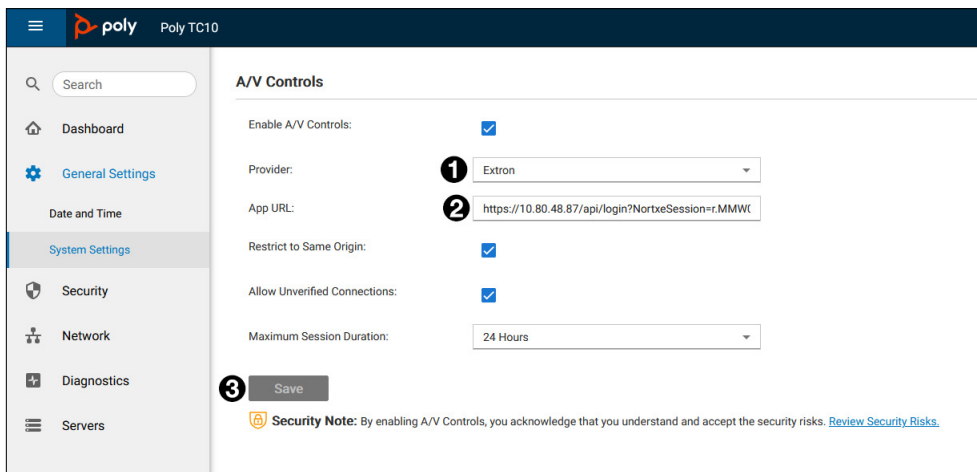 poly Poly TC10
Search
Dashboard
General Settings
Date and Time
System Settings
Security
Network
Diagnostics
Servers
A/V Controls
Enable A/V Controls:
Provider: 1 Extron
App URL: 2 https://10.80.48.87/api/login?NortxeSession=r.MMW(
Restrict to Same Origin:
Allow Unverified Connections:
Maximum Session Duration: 24 Hours
3 Save
Security Note: By enabling A/V Controls, you acknowledge that you understand and accept the security risks. Review Security Risks.